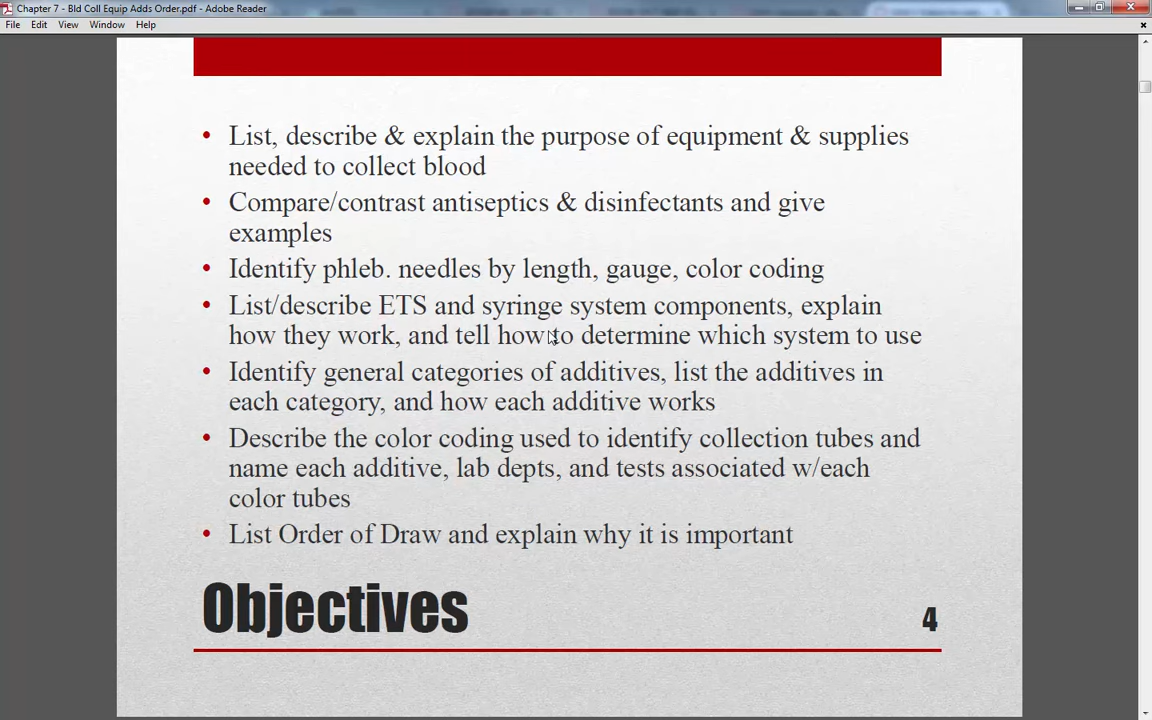 Chapter 7 - Bld Coll Equip Adds Order.pdf - Adobe Reader
File Edit View Window Help
• List, describe & explain the purpose of equipment & supplies
needed to collect blood
• Compare/contrast antiseptics & disinfectants and give
examples
• Identify phleb. needles by length, gauge, color coding
• List/describe ETS and syringe system components, explain
how they work, and tell how to determine which system to use
• Identify general categories of additives, list the additives in
each category, and how each additive works
• Describe the color coding used to identify collection tubes and
name each additive, lab depts, and tests associated w/each
color tubes
• List Order of Draw and explain why it is important
Objectives
4